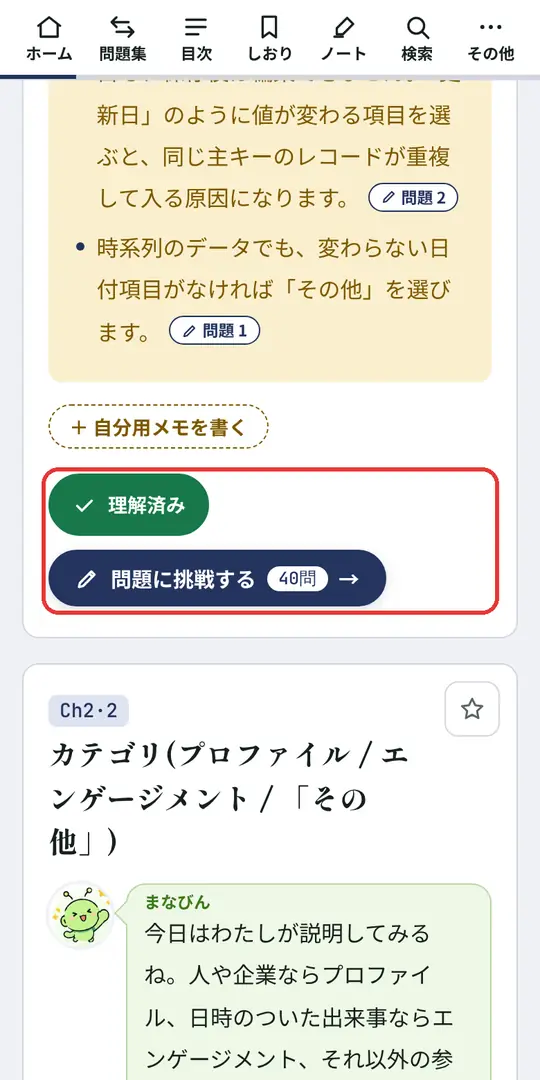 ホーム 問題集 目次 しおり ノート 検索 その他
新日」のように値が変わる項目を選
ぶと、同じ主キーのレコードが重複
して入る原因になります。 問題 2
時系列のデータでも、変わらない日
付項目がなければ「その他」を選び
ます。 問題 1
+ 自分用メモを書く
理解済み
問題に挑戦する 40問 →
Ch2·2
カテゴリ(プロファイル / エ
ンゲージメント / 「その
他」)
まなびん
今日はわたしが説明してみる
ね。人や企業ならプロファイ
ル、日時のついた出来事ならエ
ンゲージメント、それ以外の参